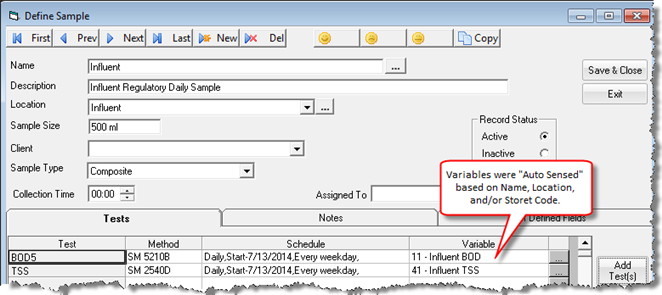 Define Sample
First Prev Next Last New Del Copy
Name Influent ...
Save & Close
Description Influent Regulatory Daily Sample
Exit
Location Influent ...
Sample Size 500 ml
Record Status
Active
Inactive
Client
Sample Type Composite
Collection Time 00:00
Assigned To
Variables were "Auto Sensed"
based on Name, Location,
and/or Storet Code.
Tests Notes Defined Fields
Test Method Schedule Variable
BOD5 SM 5210B Daily,Start-7/13/2014,Every weekday, 11 - Influent BOD ...
TSS SM 2540D Daily,Start-7/13/2014,Every weekday, 41 - Influent TSS ...
Add
Test(s)